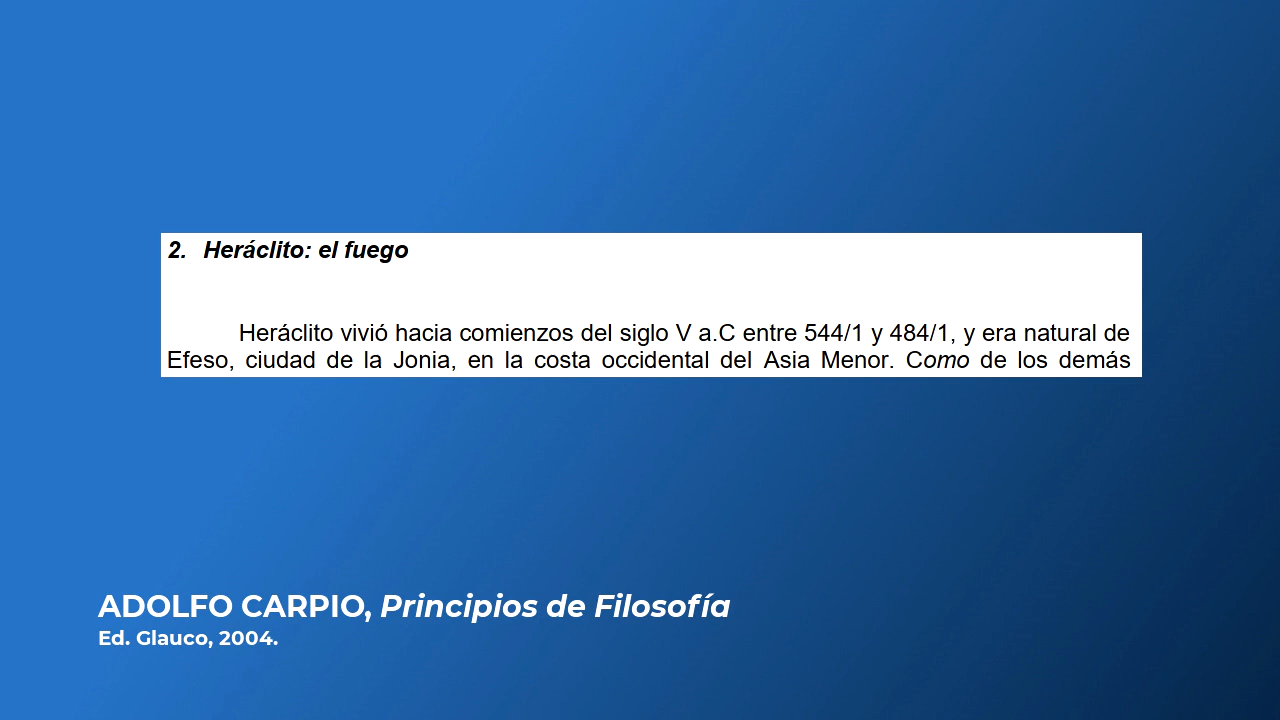 2. Heráclito: el fuego
Heráclito vivió hacia comienzos del siglo V a.C entre 544/1 y 484/1, y era natural de
Efeso, ciudad de la Jonia, en la costa occidental del Asia Menor. Como de los demás
ADOLFO CARPIO, Principios de Filosofía
Ed. Glauco, 2004.